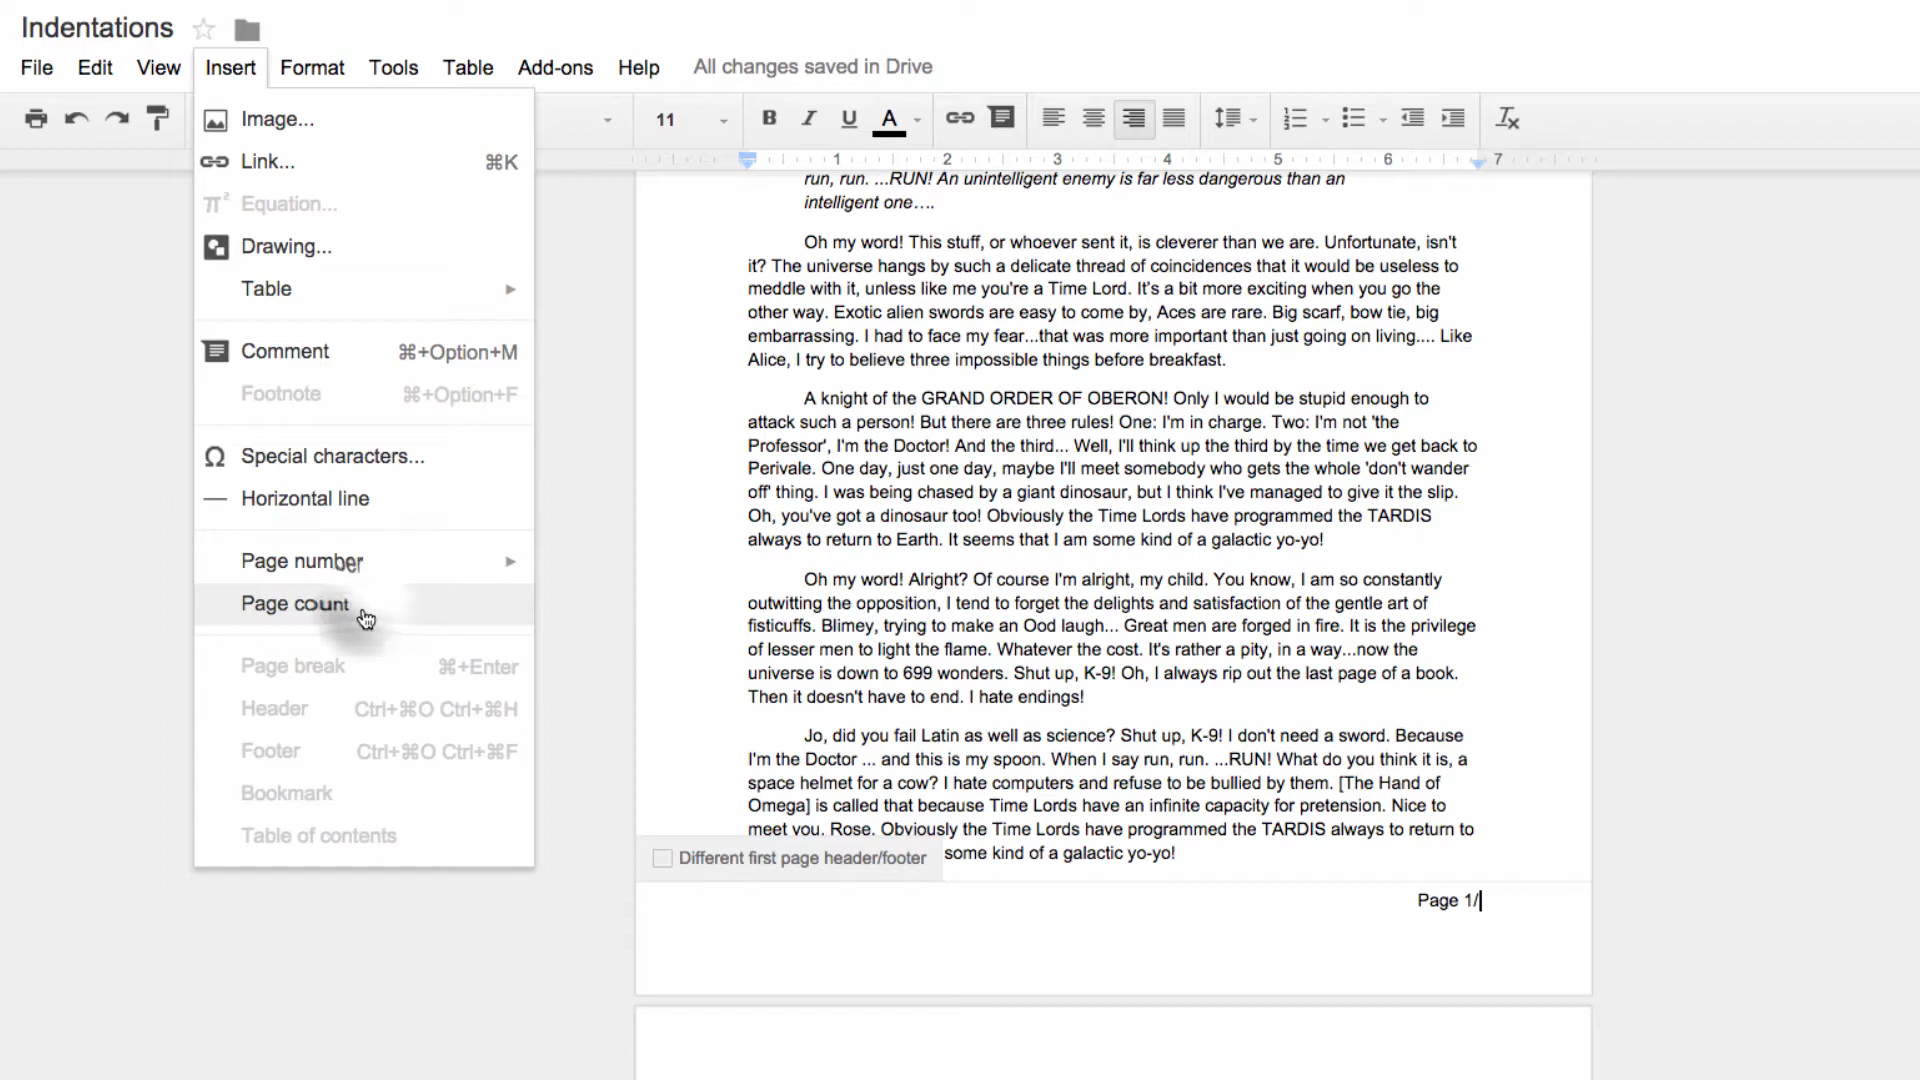 Indentations
File Edit View Insert Format Tools Table Add-ons Help All changes saved in Drive
11 B I U A
1 2 3 4 5 6 7
Image...
Link... ⌘K
π² Equation...
Drawing...
Table
Comment ⌘+Option+M
Footnote ⌘+Option+F
Ω Special characters...
Horizontal line
Page number
Page count
Page break ⌘+Enter
Header Ctrl+⌘O Ctrl+⌘H
Footer Ctrl+⌘O Ctrl+⌘F
Bookmark
Table of contents
run, run. ...RUN! An unintelligent enemy is far less dangerous than an
intelligent one….
Oh my word! This stuff, or whoever sent it, is cleverer than we are. Unfortunate, isn't
it? The universe hangs by such a delicate thread of coincidences that it would be useless to
meddle with it, unless like me you're a Time Lord. It's a bit more exciting when you go the
other way. Exotic alien swords are easy to come by, Aces are rare. Big scarf, bow tie, big
embarrassing. I had to face my fear...that was more important than just going on living.... Like
Alice, I try to believe three impossible things before breakfast.
A knight of the GRAND ORDER OF OBERON! Only I would be stupid enough to
attack such a person! But there are three rules! One: I'm in charge. Two: I'm not 'the
Professor', I'm the Doctor! And the third... Well, I'll think up the third by the time we get back to
Perivale. One day, just one day, maybe I'll meet somebody who gets the whole 'don't wander
off' thing. I was being chased by a giant dinosaur, but I think I've managed to give it the slip.
Oh, you've got a dinosaur too! Obviously the Time Lords have programmed the TARDIS
always to return to Earth. It seems that I am some kind of a galactic yo-yo!
Oh my word! Alright? Of course I'm alright, my child. You know, I am so constantly
outwitting the opposition, I tend to forget the delights and satisfaction of the gentle art of
fisticuffs. Blimey, trying to make an Ood laugh... Great men are forged in fire. It is the privilege
of lesser men to light the flame. Whatever the cost. It's rather a pity, in a way...now the
universe is down to 699 wonders. Shut up, K-9! Oh, I always rip out the last page of a book.
Then it doesn't have to end. I hate endings!
Jo, did you fail Latin as well as science? Shut up, K-9! I don't need a sword. Because
I'm the Doctor ... and this is my spoon. When I say run, run. ...RUN! What do you think it is, a
space helmet for a cow? I hate computers and refuse to be bullied by them. [The Hand of
Omega] is called that because Time Lords have an infinite capacity for pretension. Nice to
meet you, Rose. Obviously the Time Lords have programmed the TARDIS always to return to
Different first page header/footer some kind of a galactic yo-yo!
Page 1/